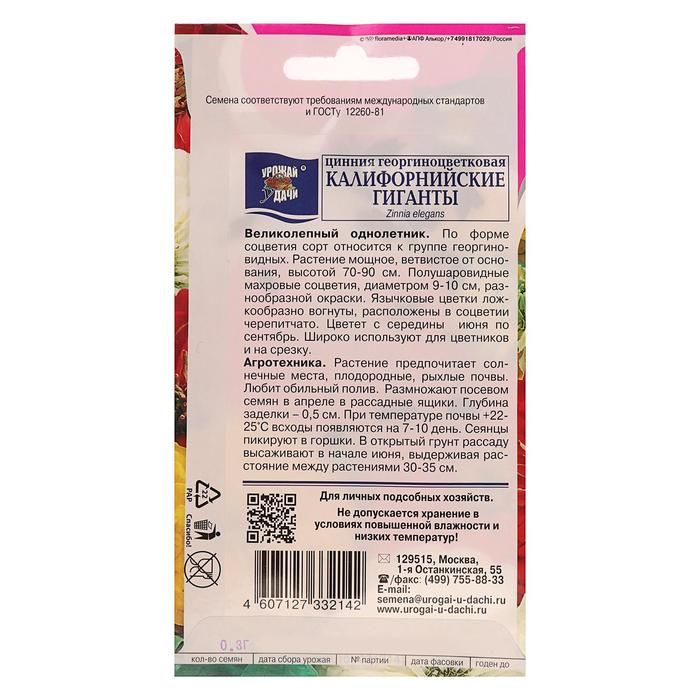 floramedia+АПФ Алькор/+74991817029/Россия
Семена соответствуют требованиям международных стандартов
и ГОСТу 12260-81
УРОЖАЙ
У ДАЧИ
ЦИННИЯ ГЕОРГИНОЦВЕТКОВАЯ
КАЛИФОРНИЙСКИЕ
ГИГАНТЫ
Zinnia elegans
Великолепный однолетник. По форме
соцветия сорт относится к группе георгино-
видных. Растение мощное, ветвистое от осно-
вания, высотой 70-90 см. Полушаровидные
махровые соцветия, диаметром 9-10 см, раз-
нообразной окраски. Язычковые цветки лож-
кообразно вогнуты, расположены в соцветии
черепитчато. Цветет с середины июня по
сентябрь. Широко используют для цветников
и на срезку.
Агротехника. Растение предпочитает сол-
нечные места, плодородные, рыхлые почвы.
Любит обильный полив. Размножают посевом
семян в апреле в рассадные ящики. Глубина
заделки – 0,5 см. При температуре почвы +22-
25°С всходы появляются на 7-10 день. Сеянцы
пикируют в горшки. В открытый грунт рассаду
высаживают в начале июня, выдерживая рас-
стояние между растениями 30-35 см.
22
PAP
Спасибо!
Для личных подсобных хозяйств.
Не допускается хранение в
условиях повышенной влажности и
низких температур!
129515, Москва,
1-я Останкинская, 55
/факс: (499) 755-88-33
E-mail:
semena@urogai-u-dachi.ru
www.urogai-u-dachi.ru
4 607127 332142
0.3Г
кол-во семян
дата сбора урожая
№ партии
дата фасовки
годен до